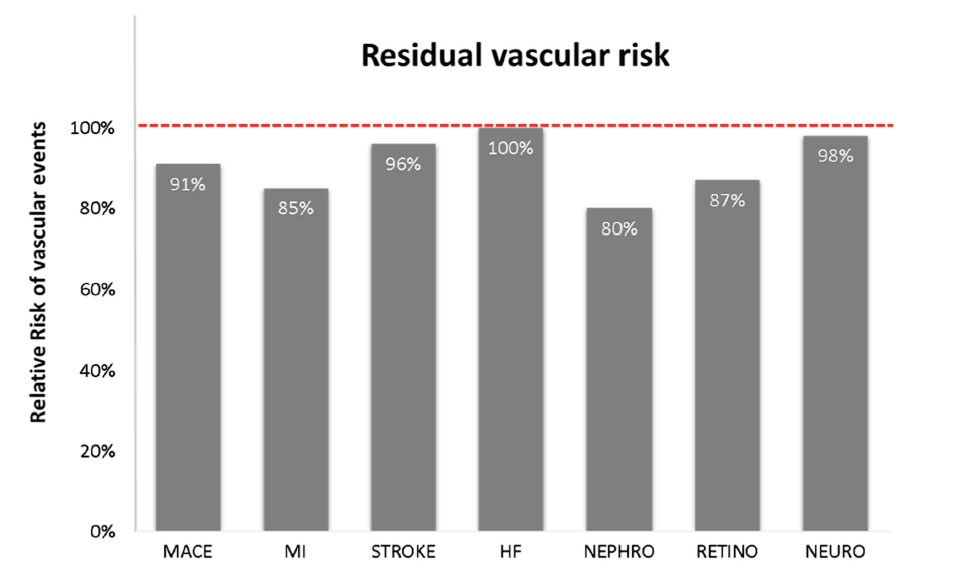 Residual vascular risk
Relative Risk of vascular events
100%
80%
60%
40%
20%
0%
91%
85%
96%
100%
80%
87%
98%
MACE
MI
STROKE
HF
NEPHRO
RETINO
NEURO